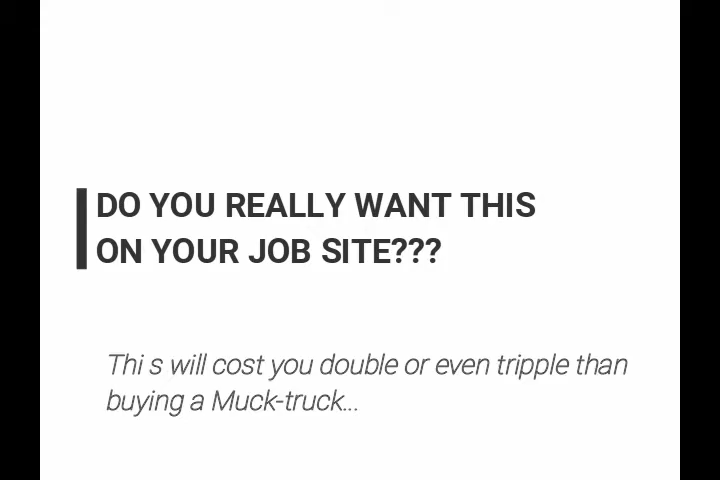 DO YOU REALLY WANT THIS
ON YOUR JOB SITE???
Thi s will cost you double or even tripple than
buying a Muck-truck...